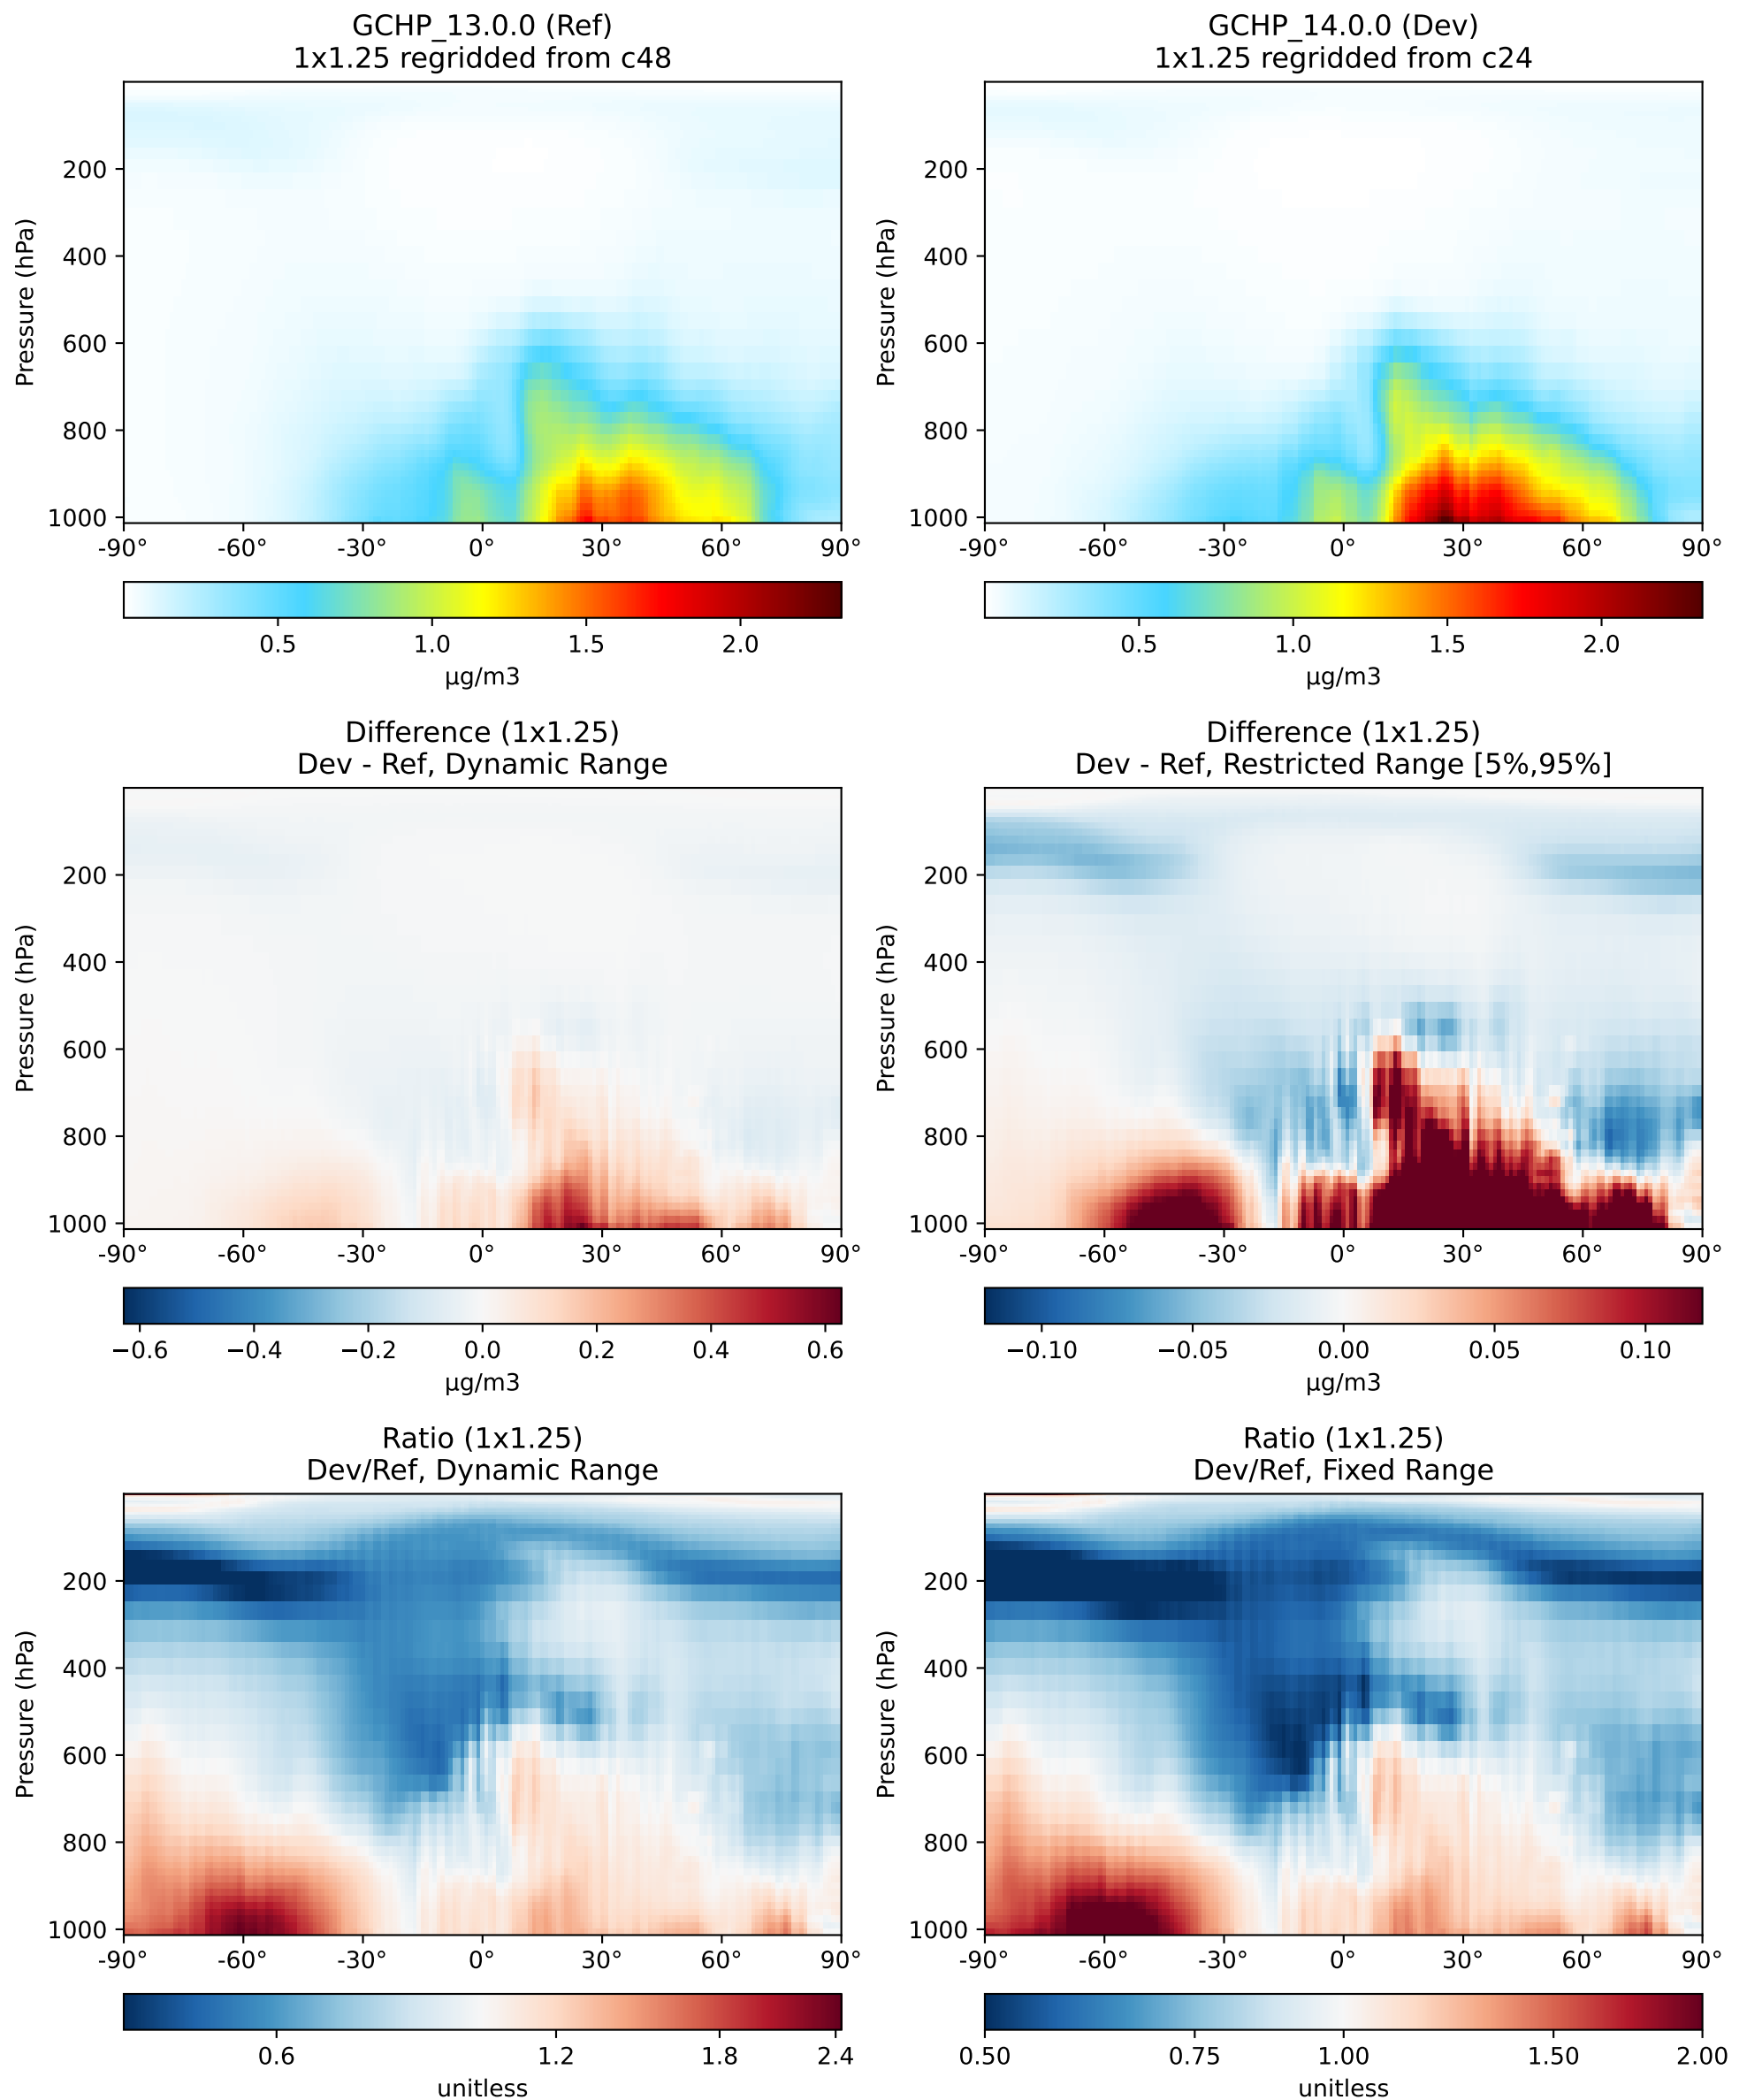 GCHP_13.0.0 (Ref)
1x1.25 regridded from c48
GCHP_14.0.0 (Dev)
1x1.25 regridded from c24
Pressure (hPa)
200
400
600
800
1000
-90° -60° -30° 0° 30° 60° 90°
0.5 1.0 1.5 2.0
µg/m3
Pressure (hPa)
200
400
600
800
1000
-90° -60° -30° 0° 30° 60° 90°
0.5 1.0 1.5 2.0
µg/m3
Difference (1x1.25)
Dev - Ref, Dynamic Range
Difference (1x1.25)
Dev - Ref, Restricted Range [5%,95%]
Pressure (hPa)
200
400
600
800
1000
-90° -60° -30° 0° 30° 60° 90°
−0.6 −0.4 −0.2 0.0 0.2 0.4 0.6
µg/m3
Pressure (hPa)
200
400
600
800
1000
-90° -60° -30° 0° 30° 60° 90°
−0.10 −0.05 0.00 0.05 0.10
µg/m3
Ratio (1x1.25)
Dev/Ref, Dynamic Range
Ratio (1x1.25)
Dev/Ref, Fixed Range
Pressure (hPa)
200
400
600
800
1000
-90° -60° -30° 0° 30° 60° 90°
0.6 1.2 1.8 2.4
unitless
Pressure (hPa)
200
400
600
800
1000
-90° -60° -30° 0° 30° 60° 90°
0.50 0.75 1.00 1.50 2.00
unitless